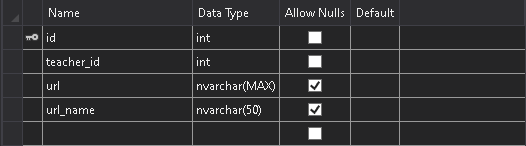 Name Data Type Allow Nulls Default
id int
teacher_id int
url nvarchar(MAX)
url_name nvarchar(50)